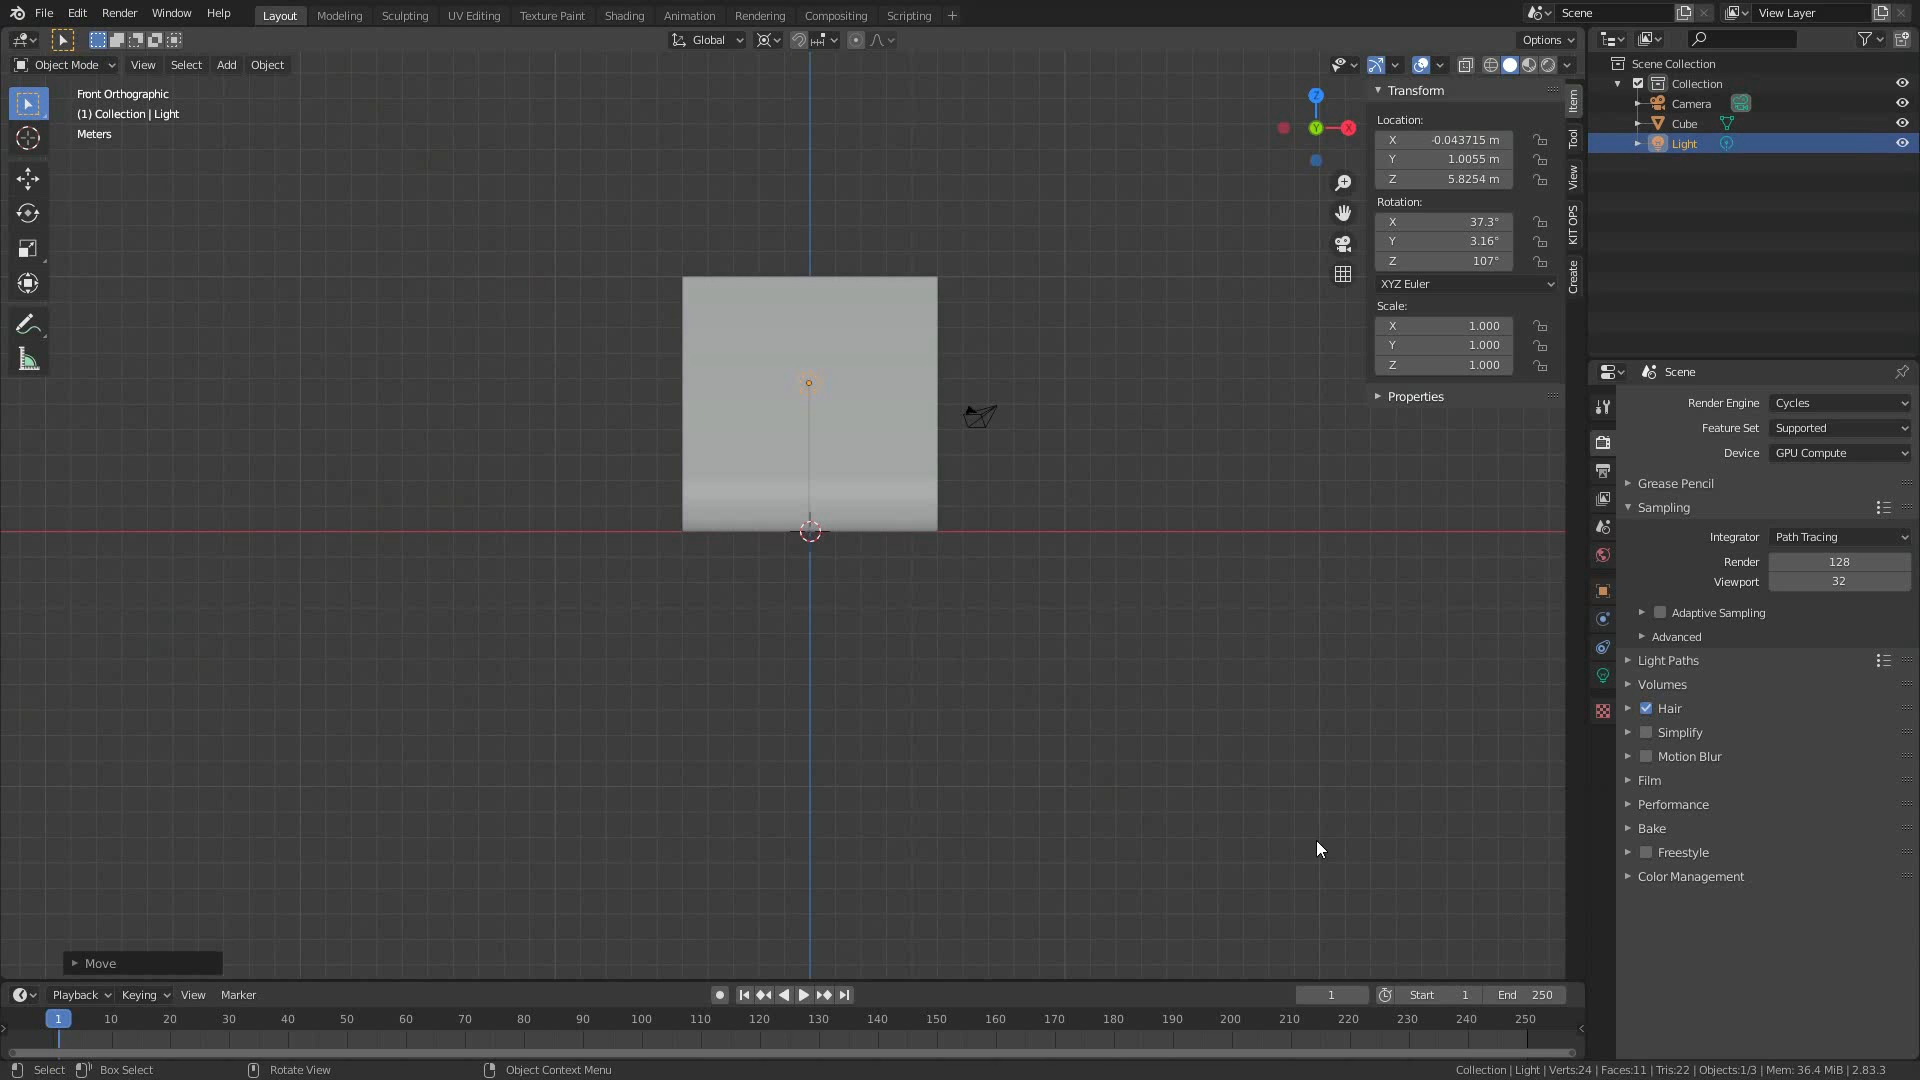 File Edit Render Window Help Layout Modeling Sculpting UV Editing Texture Paint Shading Animation Rendering Compositing Scripting + Scene View Layer
Global Options
Object Mode View Select Add Object
Front Orthographic
(1) Collection | Light
Meters
Z
Y
X
Transform
Location:
X -0.043715 m
Y 1.0055 m
Z 5.8254 m
Rotation:
X 37.3°
Y 3.16°
Z 107°
XYZ Euler
Scale:
X 1.000
Y 1.000
Z 1.000
Properties
Item
Tool
View
KIT OPS
Create
Scene Collection
Collection
Camera
Cube
Light
Scene
Render Engine Cycles
Feature Set Supported
Device GPU Compute
Grease Pencil
Sampling
Integrator Path Tracing
Render 128
Viewport 32
Adaptive Sampling
Advanced
Light Paths
Volumes
Hair
Simplify
Motion Blur
Film
Performance
Bake
Freestyle
Color Management
Move
Playback Keying View Marker 1 Start 1 End 250
1 10 20 30 40 50 60 70 80 90 100 110 120 130 140 150 160 170 180 190 200 210 220 230 240 250
Select Box Select Rotate View Object Context Menu Collection | Light | Verts:24 | Faces:11 | Tris:22 | Objects:1/3 | Mem: 36.4 MiB | 2.83.3